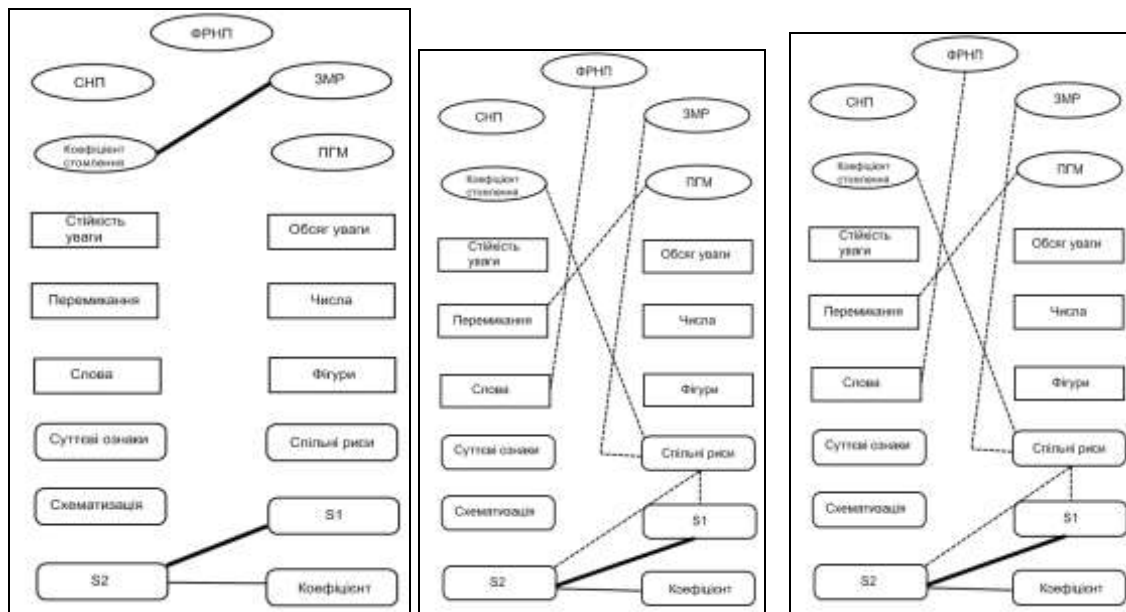 ФРНП
СНП
ЗМР
Коефіцієнт
стомлення
ПГМ
Стійкість
уваги
Обсяг уваги
Перемикання
Числа
Слова
Фігури
Суттєві ознаки
Спільні риси
Схематизація
S1
S2
Коефіцієнт
ФРНП
СНП
ЗМР
Коефіцієнт
стомлення
ПГМ
Стійкість
уваги
Обсяг уваги
Перемикання
Числа
Слова
Фігури
Суттєві ознаки
Спільні риси
Схематизація
S1
S2
Коефіцієнт
ФРНП
СНП
ЗМР
Коефіцієнт
стомлення
ПГМ
Стійкість
уваги
Обсяг уваги
Перемикання
Числа
Слова
Фігури
Суттєві ознаки
Спільні риси
Схематизація
S1
S2
Коефіцієнт